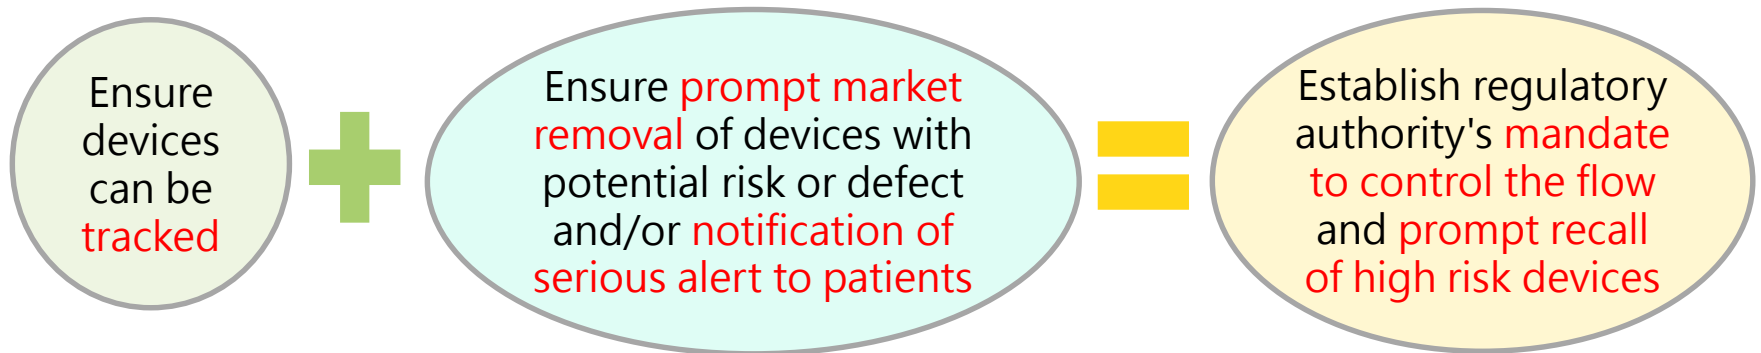 Ensure
devices
can be
tracked
Ensure prompt market
removal of devices with
potential risk or defect
and/or notification of
serious alert to patients
Establish regulatory
authority's mandate
to control the flow
and prompt recall
of high risk devices